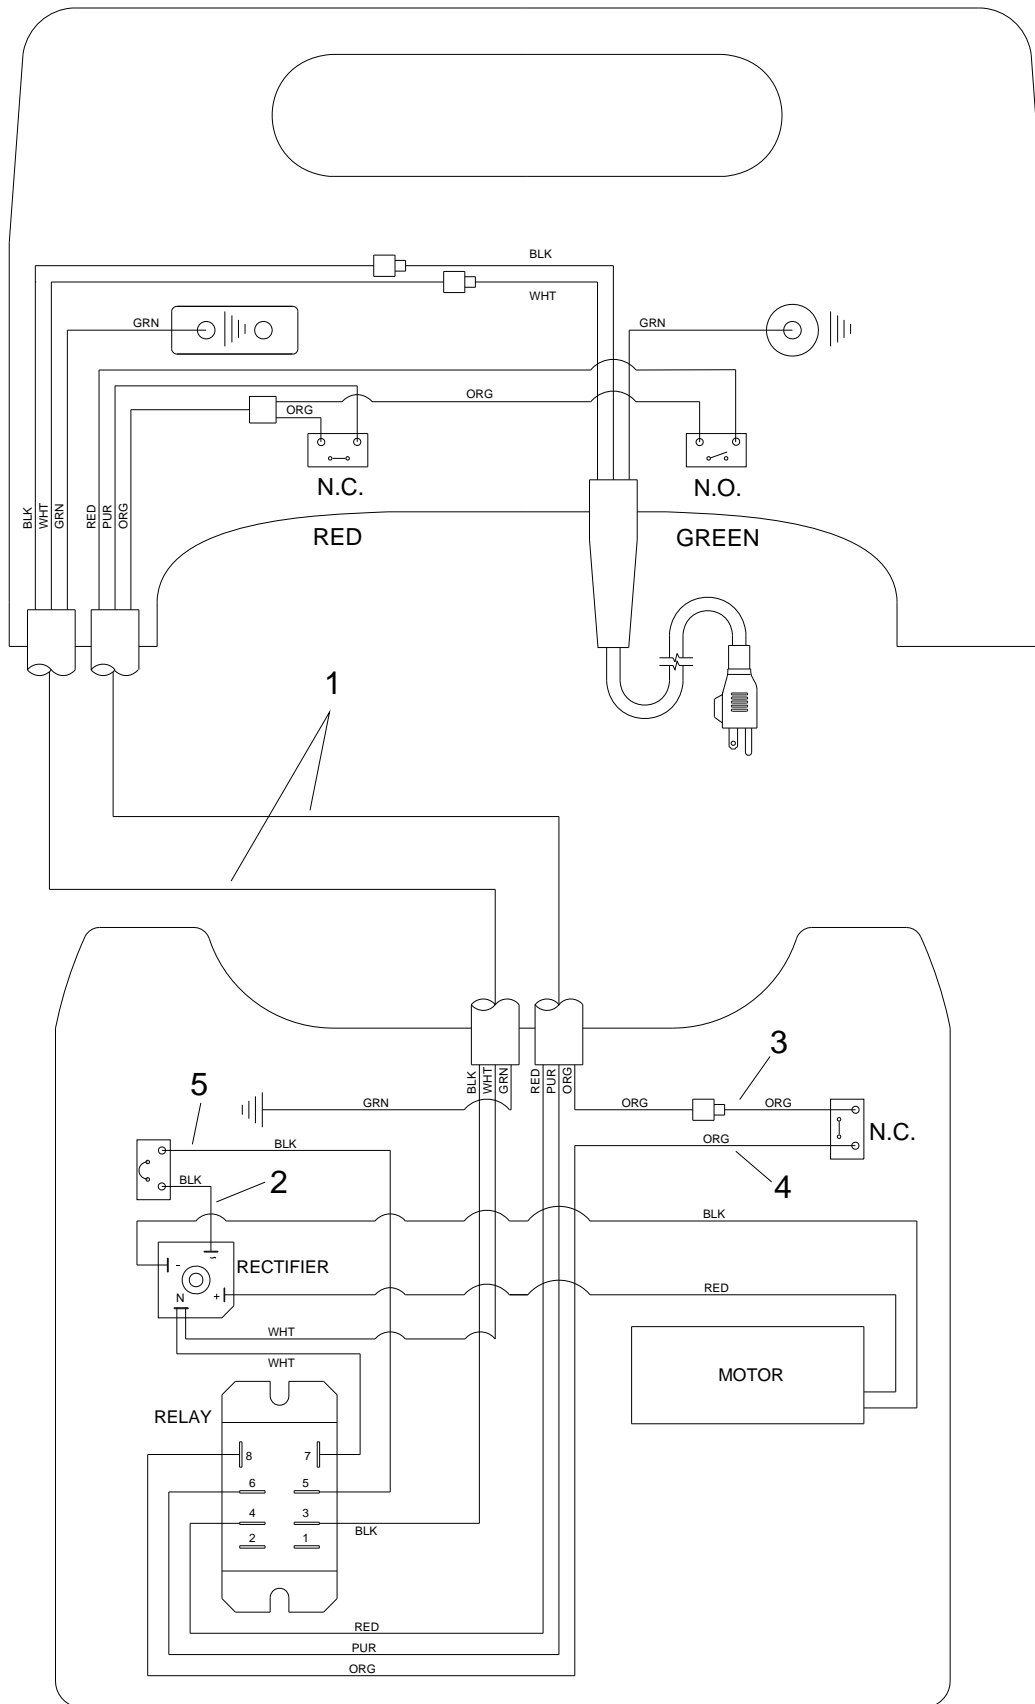 BLK
WHT
GRN
GRN
ORG
ORG
N.C.
N.O.
BLK
WHT
GRN
RED
PUR
ORG
RED
GREEN
1
3
BLK
WHT
GRN
RED
PUR
ORG
5
GRN
ORG
ORG
N.C.
BLK
ORG
BLK
2
4
BLK
~
-
RECTIFIER
N
+
RED
WHT
WHT
MOTOR
RELAY
8
7
6
5
4
3
BLK
2
1
RED
PUR
ORG